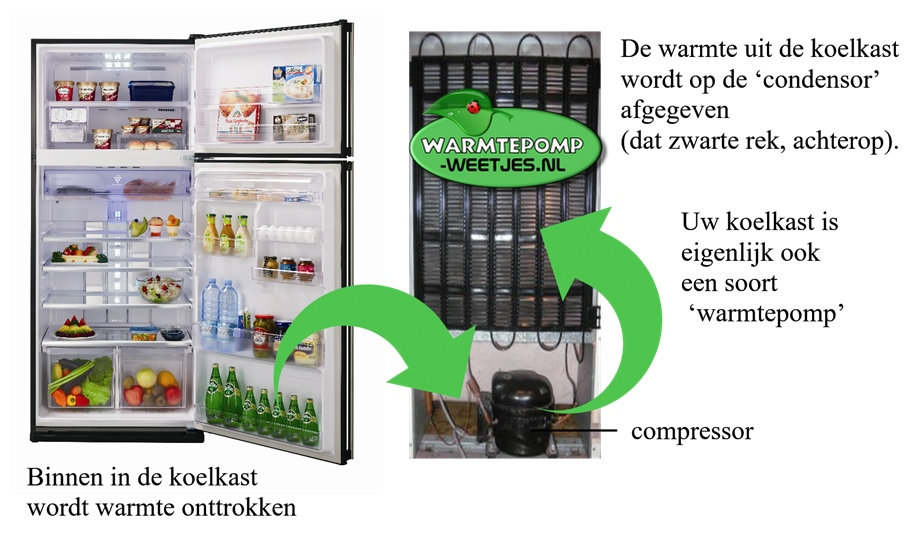 De warmte uit de koelkast
wordt op de ‘condensor’
afgegeven
(dat zwarte rek, achterop).
WARMTEPOMP
-WEETJES.NL
Uw koelkast is
eigenlijk ook
een soort
‘warmtepomp’
compressor
Binnen in de koelkast
wordt warmte onttrokken